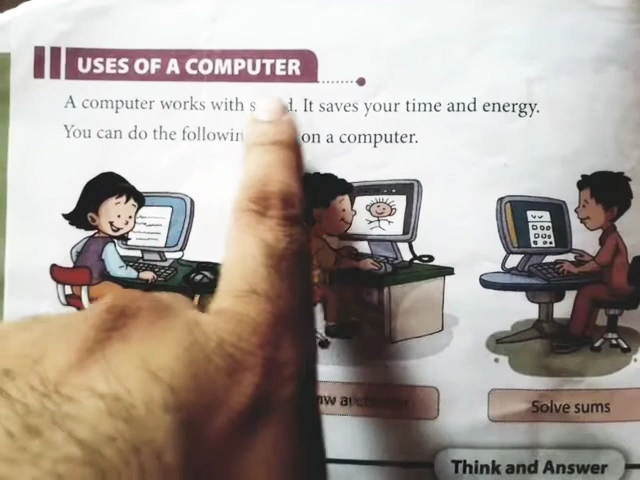 USES OF A COMPUTER
A computer works with It saves your time and energy.
You can do the on a computer.
Solve sums
Think and Answer